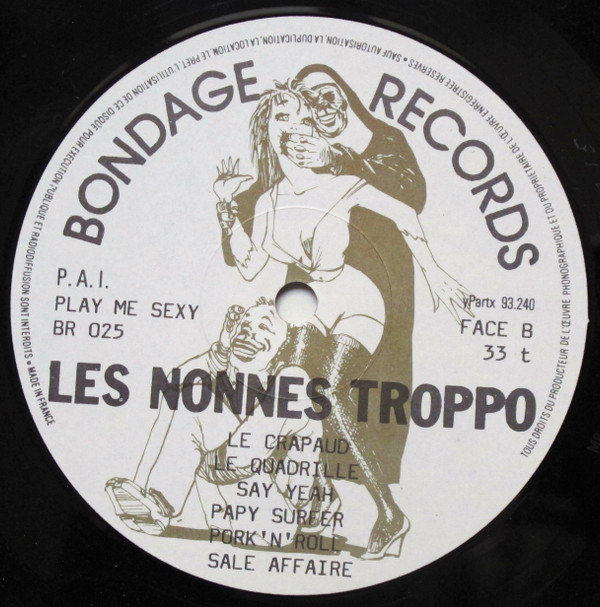 SAUF AUTORISATION, LA DUPLICATION, LA LOCATION, LE PRET, L'UTILISATION DE CE DISQUE POUR EXECUTION PUBLIQUE ET RADIODIFFUSION SONT INTERDITS • MADE IN FRANCE
TOUS DROITS DU PRODUCTEUR DE L'ŒUVRE PHONOGRAPHIQUE ET DU PROPRIETAIRE DE L'ŒUVRE ENREGISTREE RESERVES •
BONDAGE RECORDS
P.A.I.
PLAY ME SEXY
BR 025
yPartx 93.240
FACE B
33 t
LES NONNES TROPPO
LE CRAPAUD
LE QUADRILLE
SAY YEAH
PAPY SURFER
PORK'N'ROLL
SALE AFFAIRE